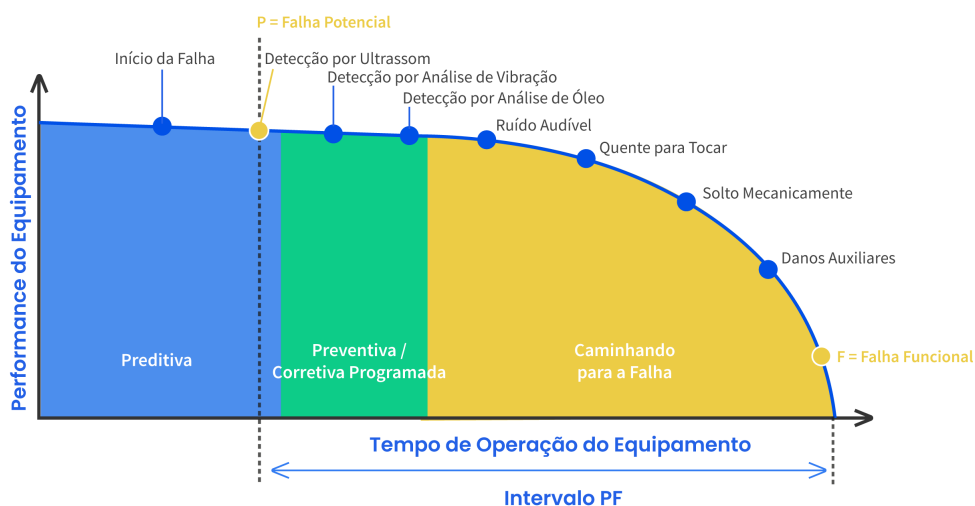 P = Falha Potencial
Início da Falha
Detecção por Ultrassom
Detecção por Análise de Vibração
Detecção por Análise de Óleo
Ruído Audível
Quente para Tocar
Solto Mecanicamente
Danos Auxiliares
F = Falha Funcional
Performance do Equipamento
Preditiva
Preventiva /
Corretiva Programada
Caminhando
para a Falha
Tempo de Operação do Equipamento
Intervalo PF